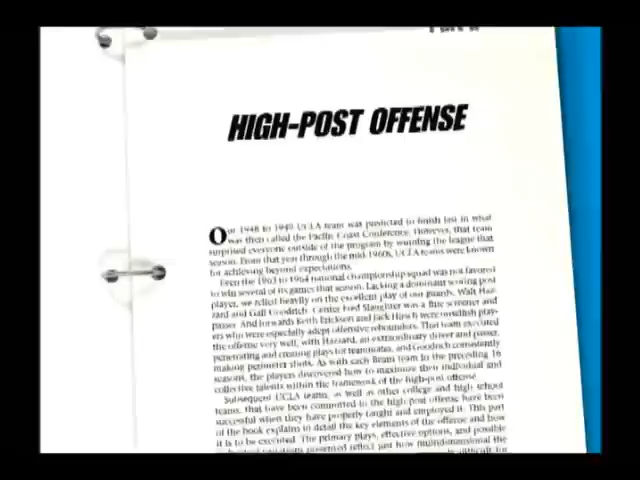 HIGH-POST OFFENSE
Our 1948 to 1949 UCLA team was predicted to finish last in what
was then called the Pacific Coast Conference. However, that team
surprised everyone outside of the program by winning the league that
season. From that year through the mid-1960s, UCLA teams were known
for achieving beyond expectations.
Even the 1963 to 1964 national championship squad was not favored
to win several of its games that season. Lacking a dominant scoring post
player, we relied heavily on the excellent play of our guards, Walt Haz-
zard and Gail Goodrich. Center Fred Slaughter was a fine screener and
passer. And forwards Keith Erickson and Jack Hirsch were unselfish play-
ers who were especially adept offensive rebounders. That team executed
the offense very well, with Hazzard, an extraordinary driver and passer,
penetrating and creating plays for teammates, and Goodrich consistently
making perimeter shots. As with each Bruin team in the preceding 16
seasons, the players discovered how to maximize their individual and
collective talents within the framework of the high-post offense.
Subsequent UCLA teams, as well as other college and high school
teams, that have been committed to the high post offense have been
successful when they have properly taught and employed it. This part
of the book explains in detail the key elements of the offense and how
it is to be executed. The primary plays, effective options, and possible
presented reflect just how multidimensional the
is difficult for